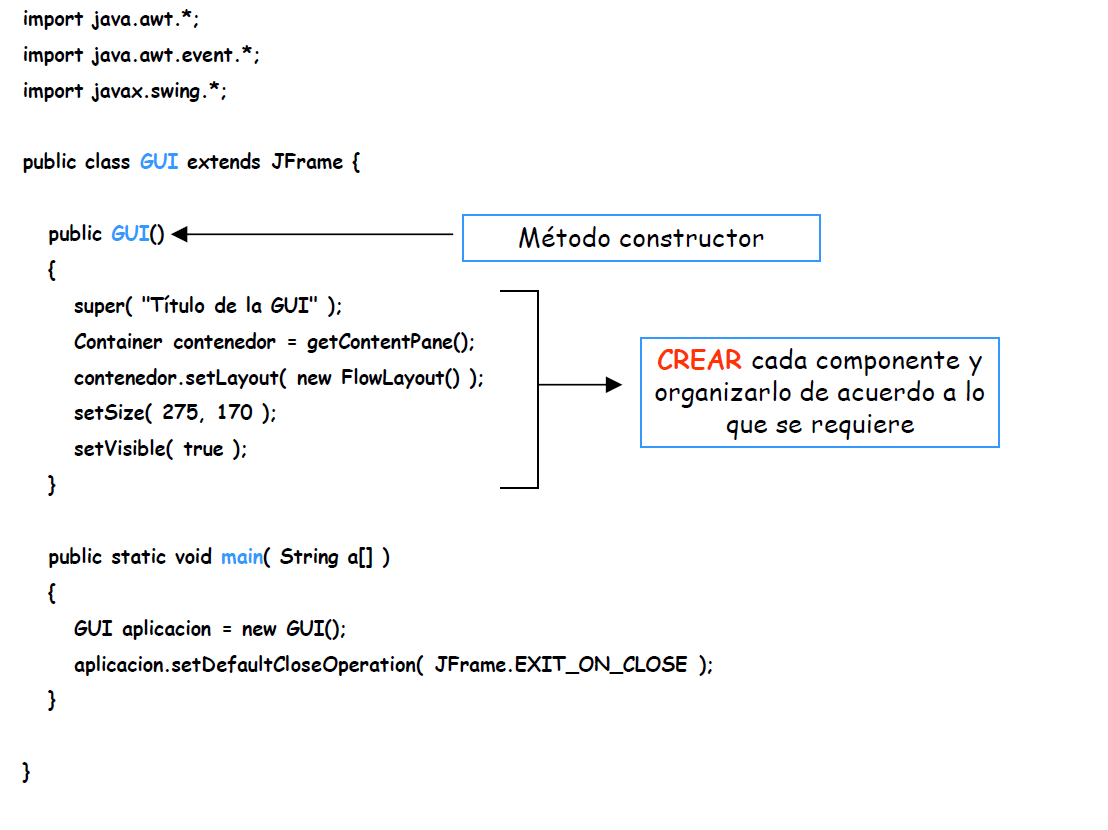 import java.awt.*;
import java.awt.event.*;
import javax.swing.*;
public class GUI extends JFrame {
public GUI()
Método constructor
{
super( "Título de la GUI" );
Container contenedor = getContentPane();
contenedor.setLayout( new FlowLayout() );
setSize( 275, 170 );
setVisible( true );
}
CREAR cada componente y
organizarlo de acuerdo a lo
que se requiere
public static void main( String a[] )
{
GUI aplicacion = new GUI();
aplicacion.setDefaultCloseOperation( JFrame.EXIT_ON_CLOSE );
}
}